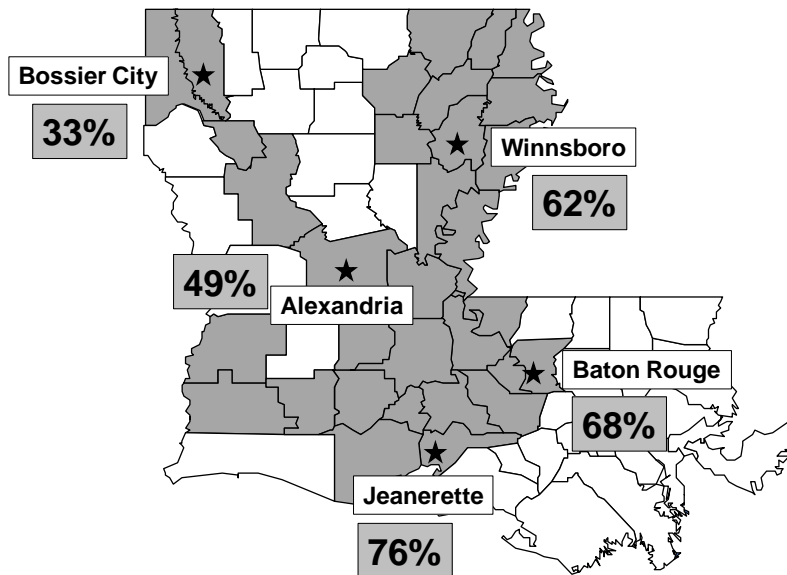 Bossier City
33%
Winnsboro
62%
49%
Alexandria
Baton Rouge
68%
Jeanerette
76%